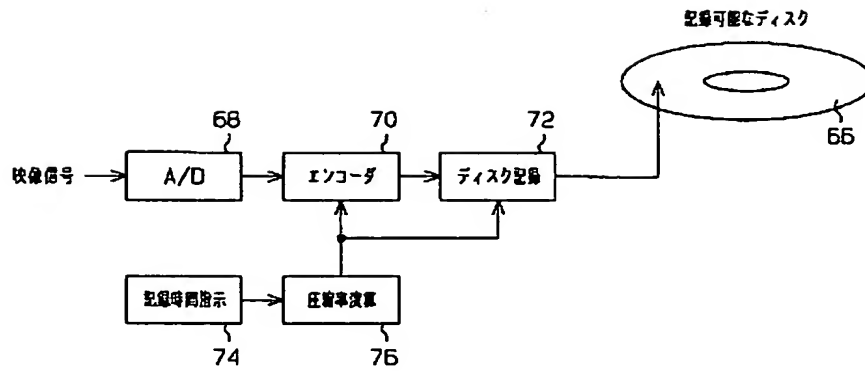 記録可能なディスク
66
68
70
72
映像信号
A/D
エンコーダ
ディスク記録
記録時間指示
圧縮率演算
74
76